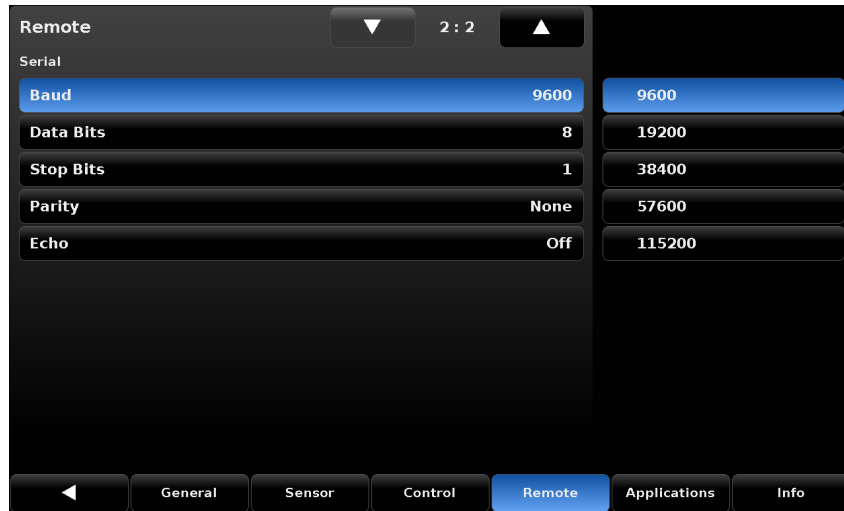 Remote 2 : 2
Serial
Baud 9600
Data Bits 8
Stop Bits 1
Parity None
Echo Off
9600
19200
38400
57600
115200
General Sensor Control Remote Applications Info